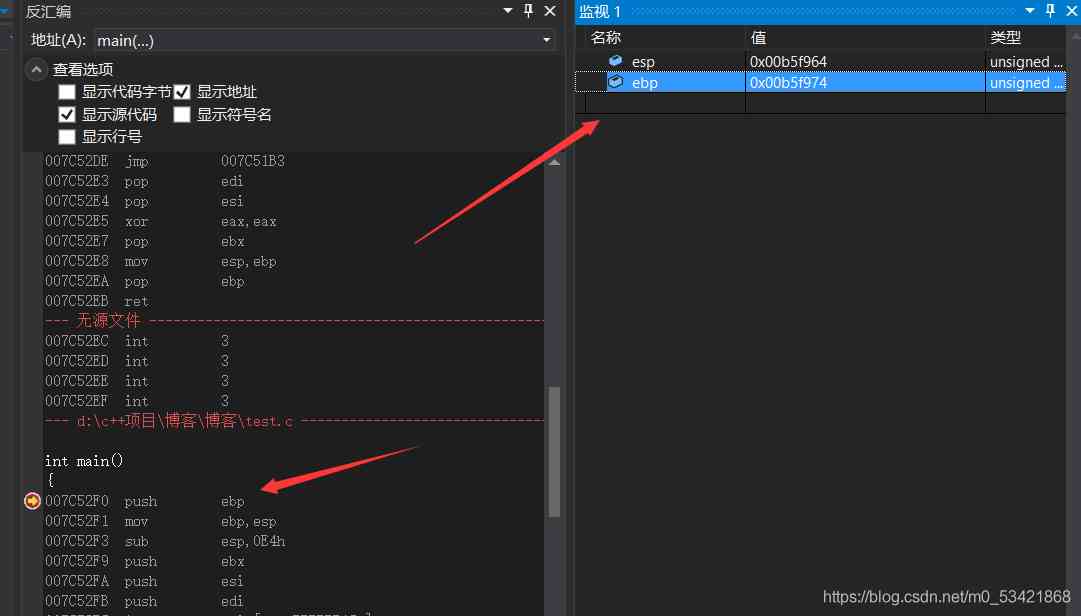 反汇编
地址(A): main(...)
查看选项
显示代码字节 显示地址
显示源代码 显示符号名
显示行号
007C52DE jmp 007C51B3
007C52E3 pop edi
007C52E4 pop esi
007C52E5 xor eax,eax
007C52E7 pop ebx
007C52E8 mov esp,ebp
007C52EA pop ebp
007C52EB ret
--- 无源文件 ---
007C52EC int 3
007C52ED int 3
007C52EE int 3
007C52EF int 3
--- d:\c++项目\博客\博客\test.c ---
int main()
{
007C52F0 push ebp
007C52F1 mov ebp,esp
007C52F3 sub esp,0E4h
007C52F9 push ebx
007C52FA push esi
007C52FB push edi
监视 1
名称 值 类型
esp 0x00b5f964 unsigned ...
ebp 0x00b5f974 unsigned ...
https://blog.csdn.net/m0_53421868